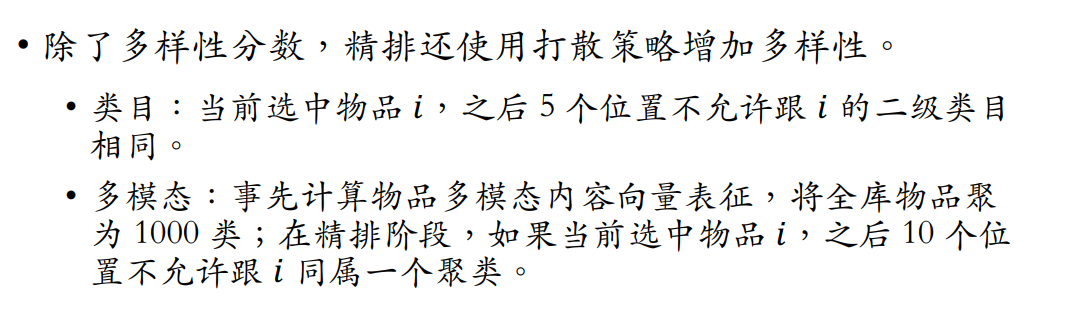 • 除了多样性分数，精排还使用打散策略增加多样性。
• 类目：当前选中物品 i，之后 5 个位置不允许跟 i 的二级类目
相同。
• 多模态：事先计算物品多模态内容向量表征，将全库物品聚
为 1000 类；在精排阶段，如果当前选中物品 i，之后 10 个位
置不允许跟 i 同属一个聚类。